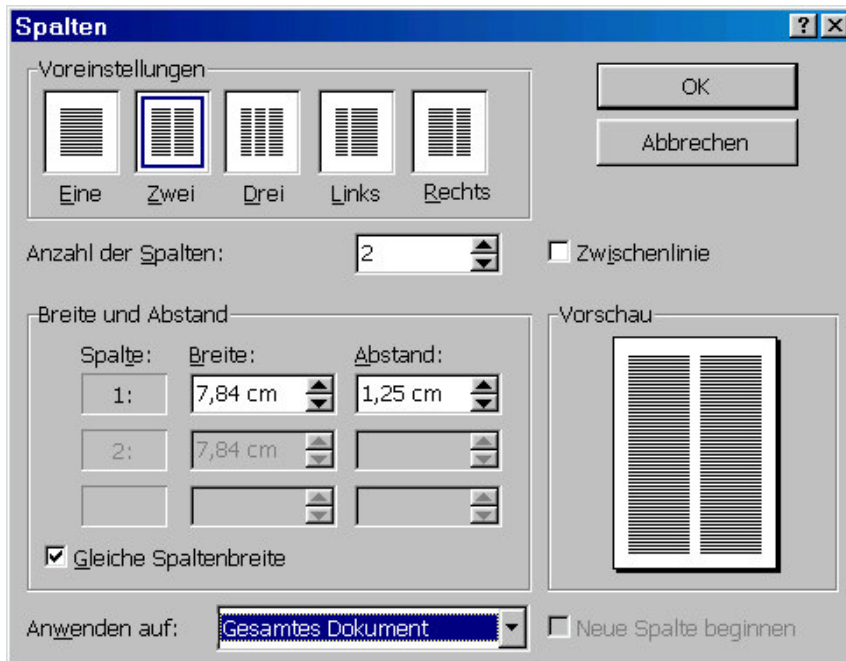 Spalten
Voreinstellungen
Eine Zwei Drei Links Rechts
OK
Abbrechen
Anzahl der Spalten: 2
Zwischenlinie
Breite und Abstand
Spalte: Breite: Abstand:
1: 7,84 cm 1,25 cm
2: 7,84 cm
Gleiche Spaltenbreite
Vorschau
Anwenden auf: Gesamtes Dokument
Neue Spalte beginnen